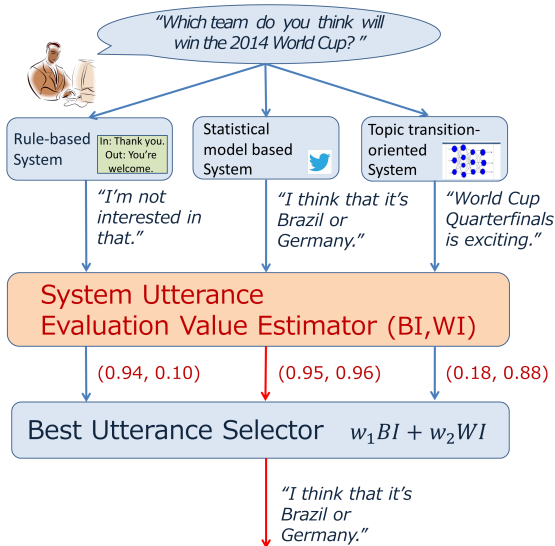 “Which team do you think will
win the 2014 World Cup? ”
Rule-based
System
In: Thank you.
Out: You’re
welcome.
Statistical
model based
System
Topic transition-
oriented
System
“I’m not
interested in
that.”
“I think that it’s
Brazil or
Germany.”
“World Cup
Quarterfinals
is exciting.”
System Utterance
Evaluation Value Estimator (BI,WI)
(0.94, 0.10)
(0.95, 0.96)
(0.18, 0.88)
Best Utterance Selector w₁BI + w₂WI
“I think that it’s
Brazil or
Germany.”